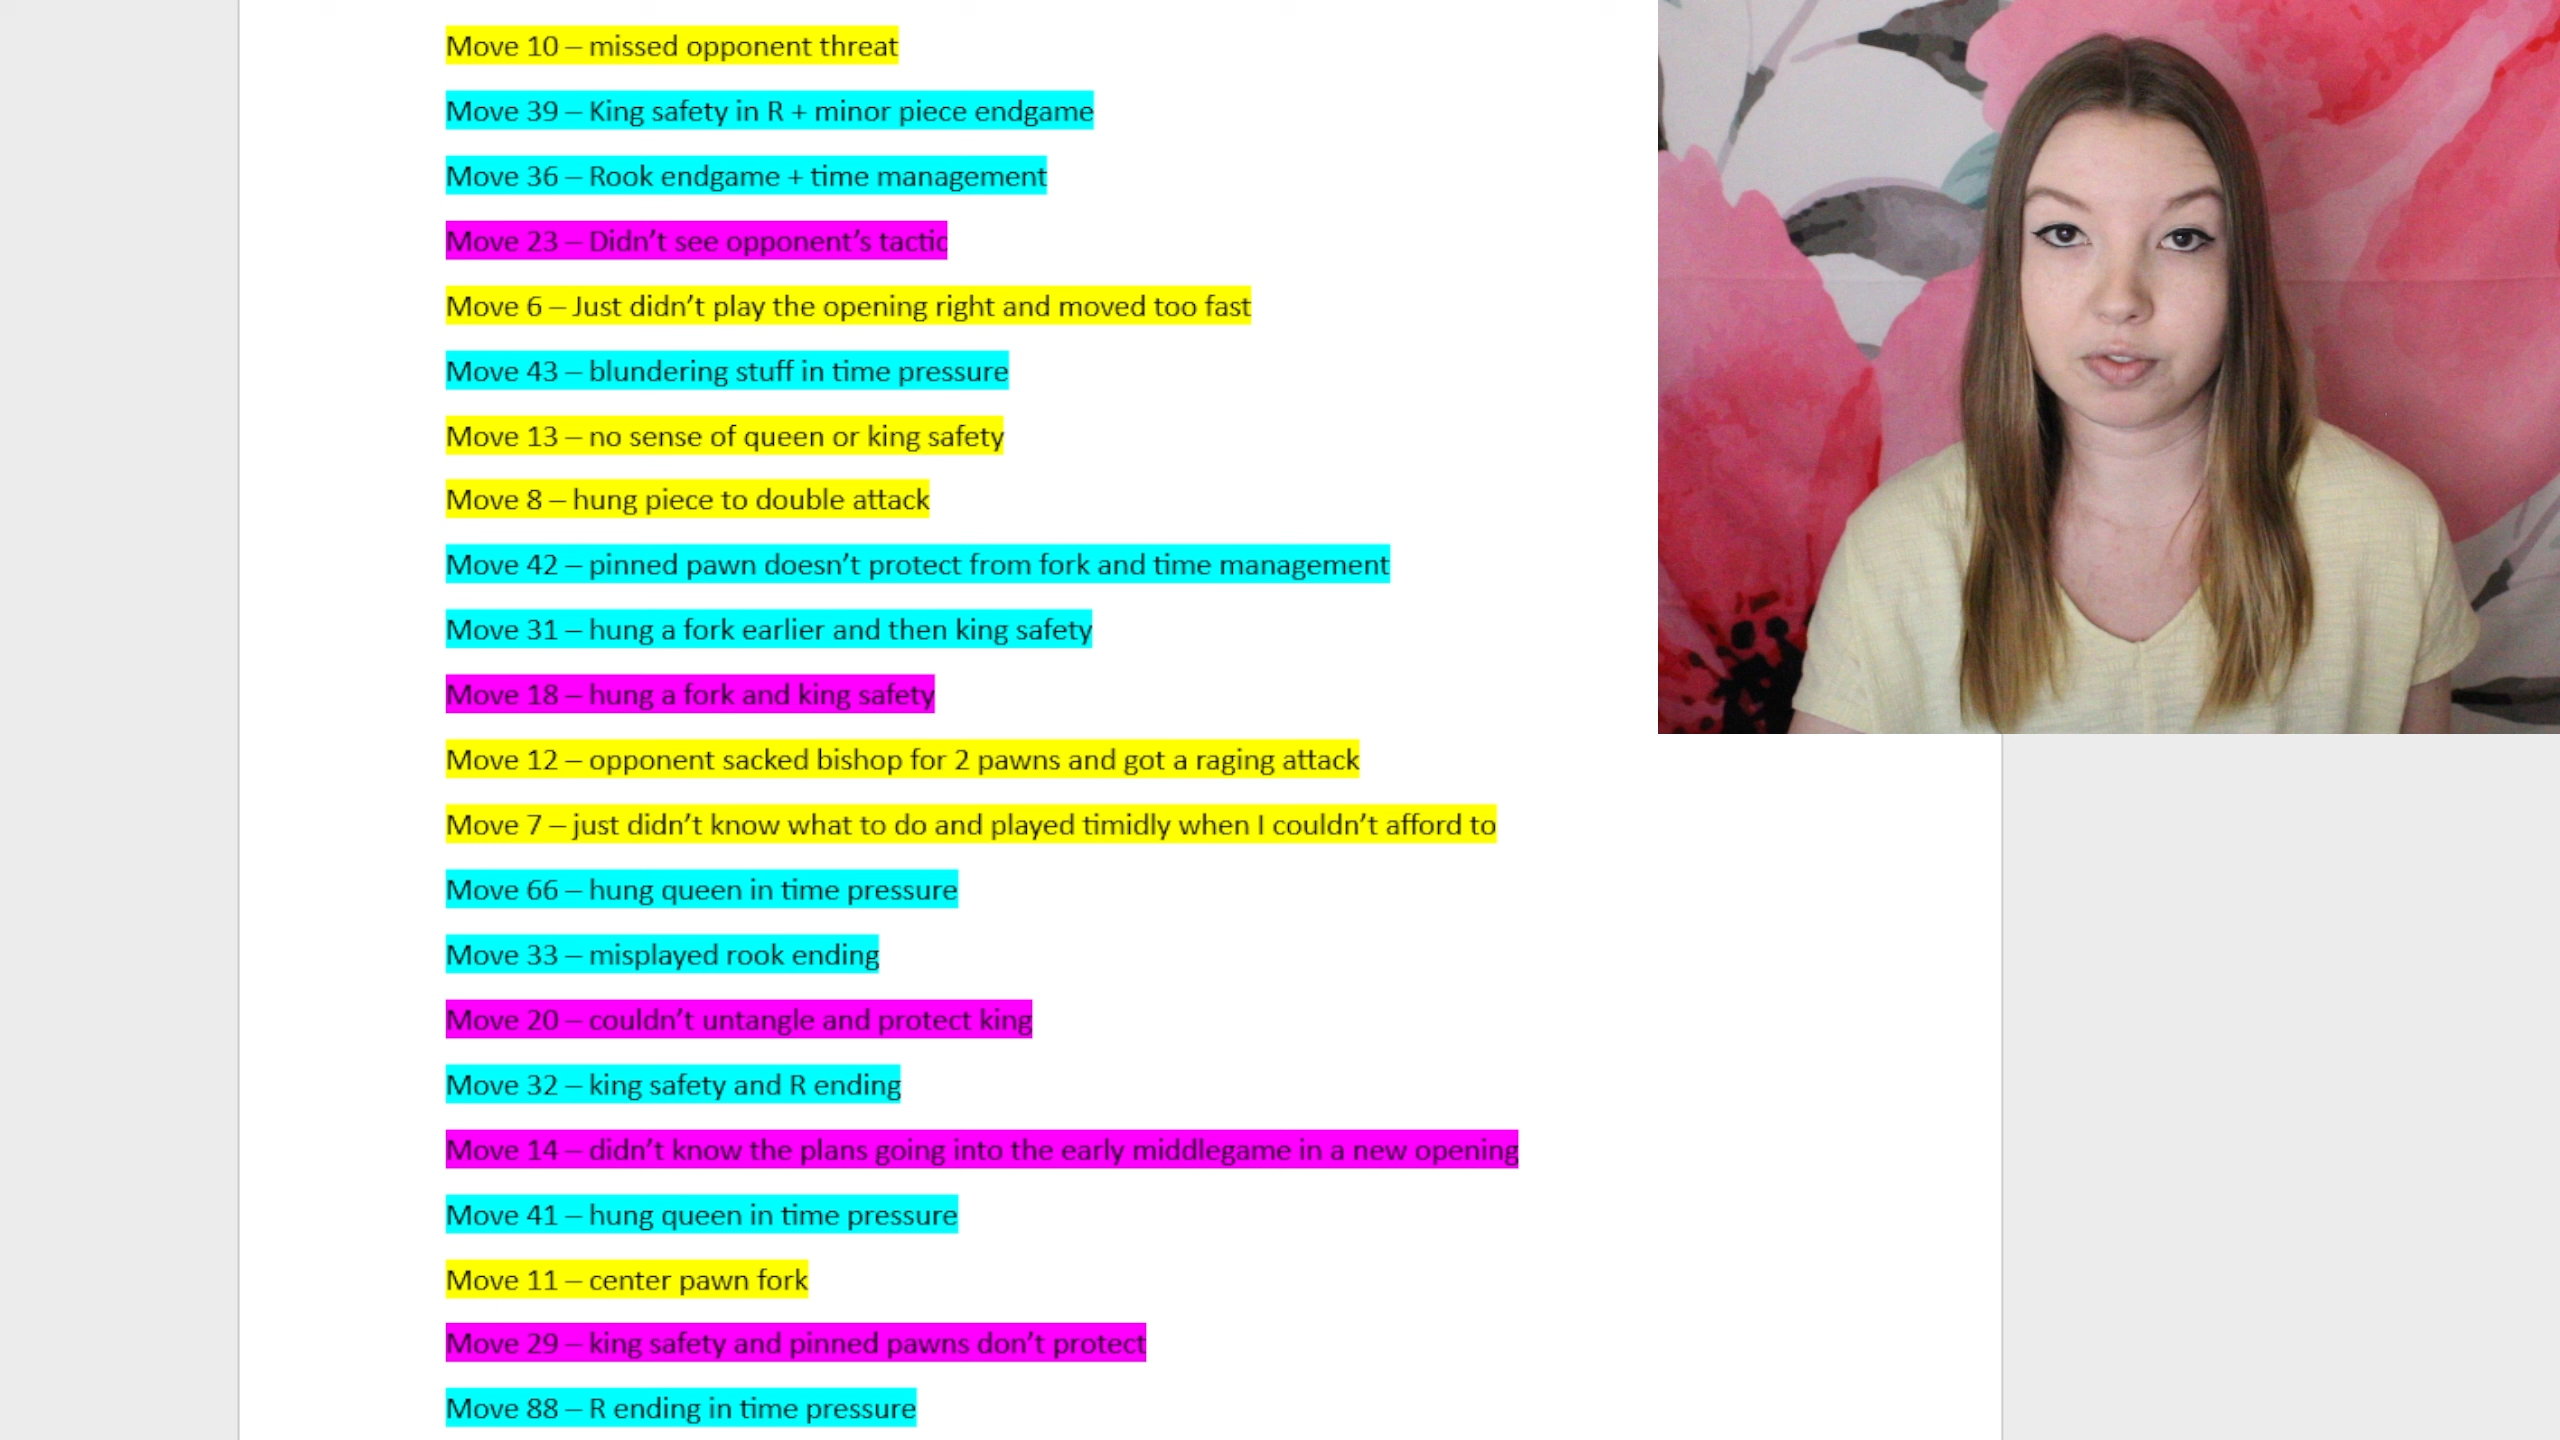 Move 10 – missed opponent threat
Move 39 – King safety in R + minor piece endgame
Move 36 – Rook endgame + time management
Move 23 – Didn’t see opponent’s tactic
Move 6 – Just didn’t play the opening right and moved too fast
Move 43 – blundering stuff in time pressure
Move 13 – no sense of queen or king safety
Move 8 – hung piece to double attack
Move 42 – pinned pawn doesn’t protect from fork and time management
Move 31 – hung a fork earlier and then king safety
Move 18 – hung a fork and king safety
Move 12 – opponent sacked bishop for 2 pawns and got a raging attack
Move 7 – just didn’t know what to do and played timidly when I couldn’t afford to
Move 66 – hung queen in time pressure
Move 33 – misplayed rook ending
Move 20 – couldn’t untangle and protect king
Move 32 – king safety and R ending
Move 14 – didn’t know the plans going into the early middlegame in a new opening
Move 41 – hung queen in time pressure
Move 11 – center pawn fork
Move 29 – king safety and pinned pawns don’t protect
Move 88 – R ending in time pressure